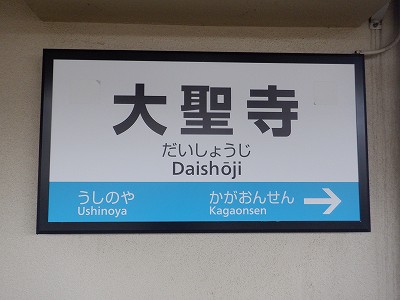 大聖寺
だいしょうじ
Daishōji
うしのや かがおんせん →
Ushinoya Kagaonsen